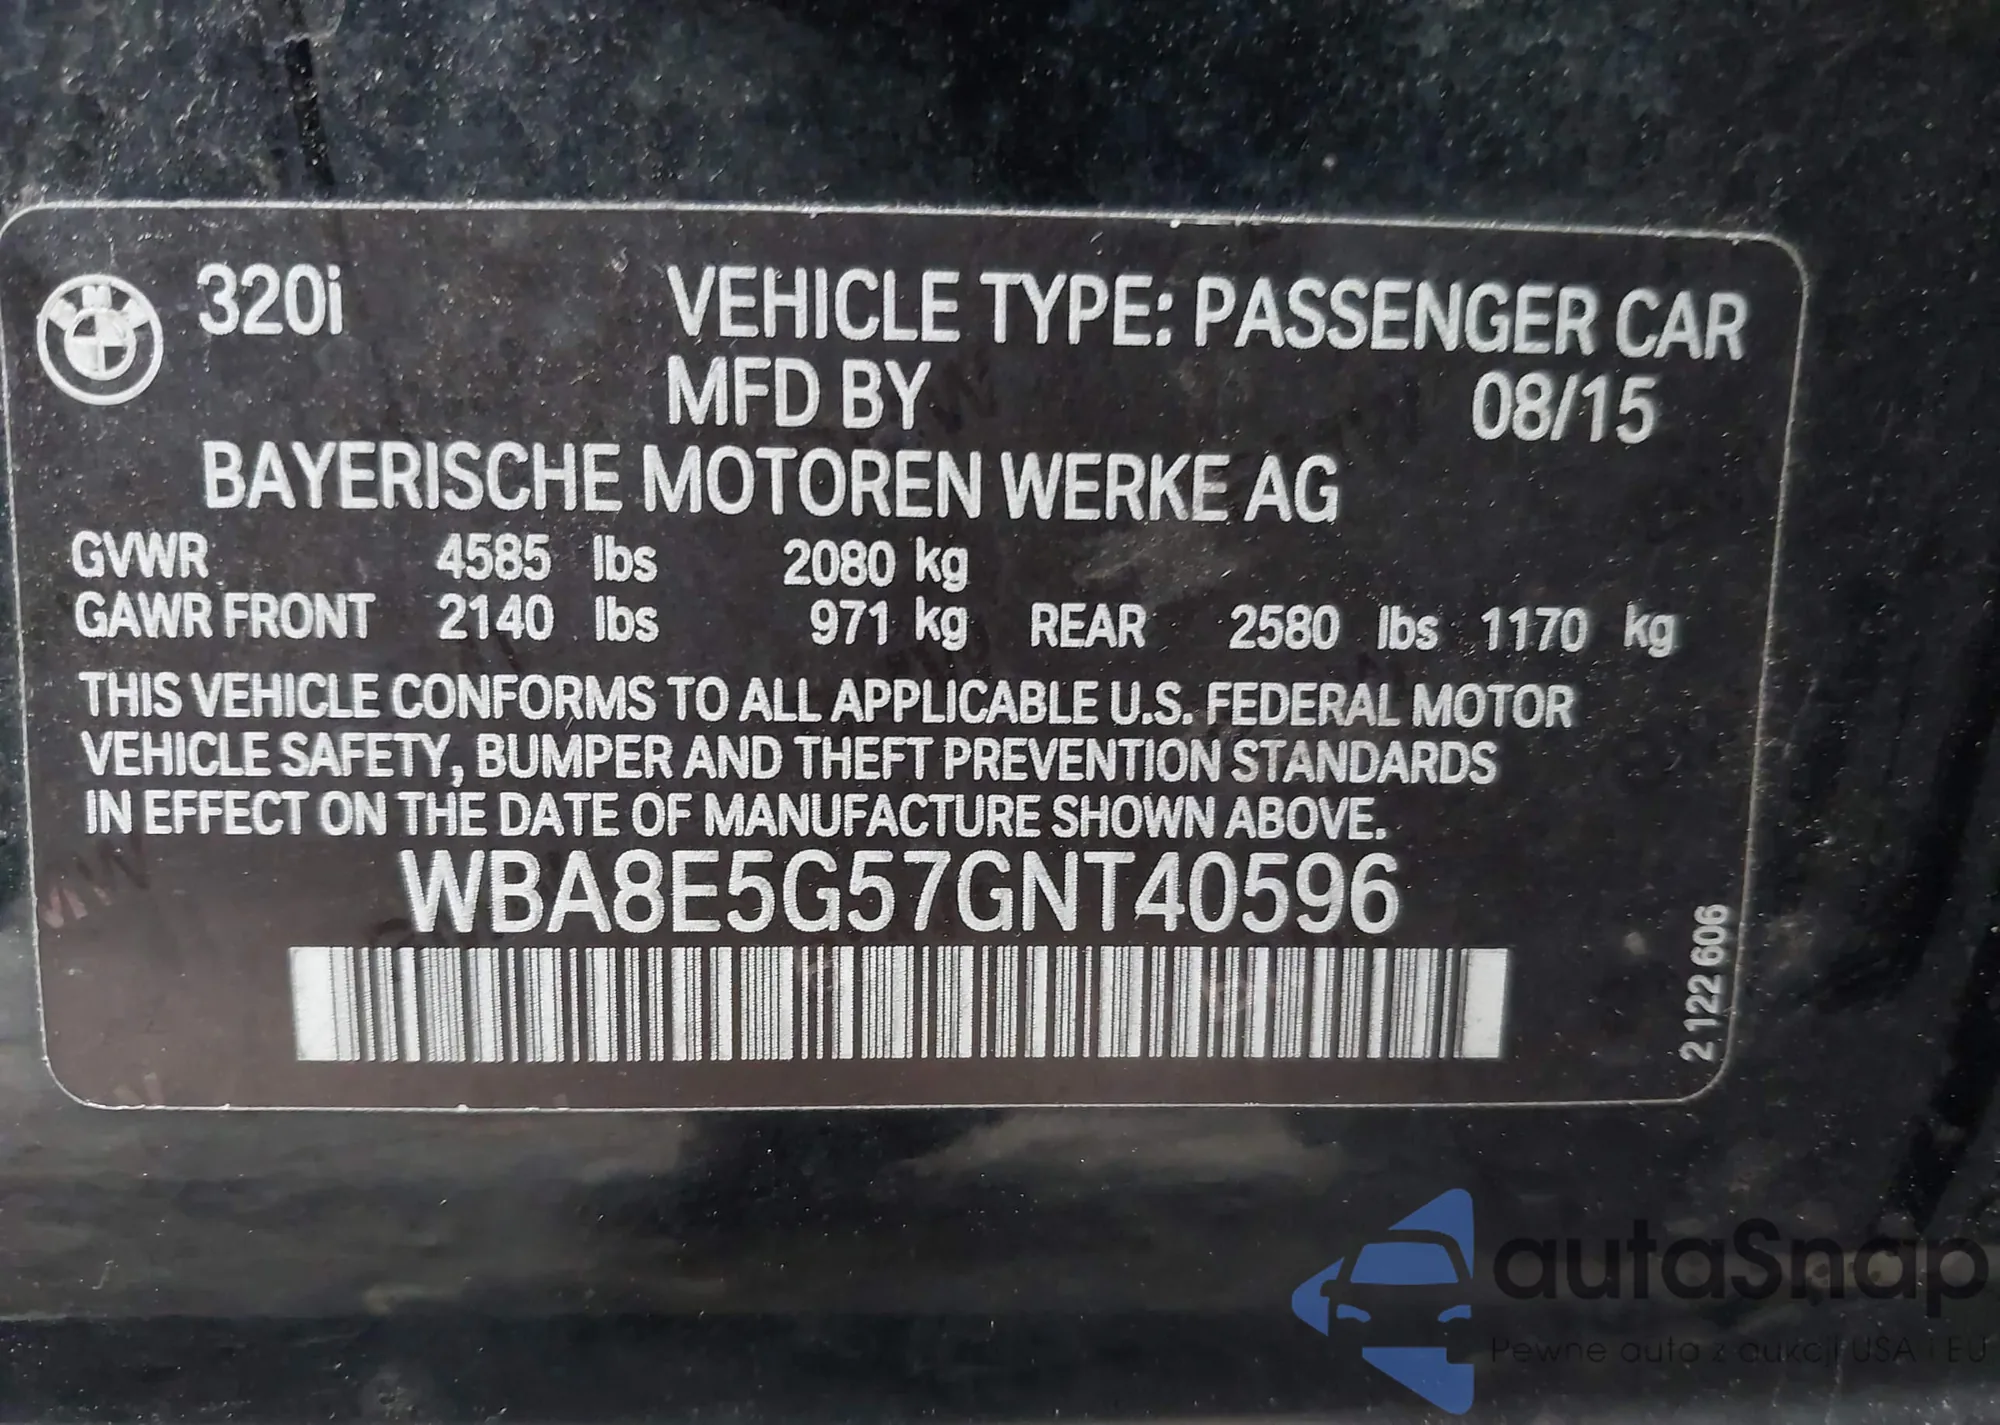 320i VEHICLE TYPE: PASSENGER CAR
MFD BY 08/15
BAYERISCHE MOTOREN WERKE AG
GVWR 4585 lbs 2080 kg
GAWR FRONT 2140 lbs 971 kg REAR 2580 lbs 1170 kg
THIS VEHICLE CONFORMS TO ALL APPLICABLE U.S. FEDERAL MOTOR
VEHICLE SAFETY, BUMPER AND THEFT PREVENTION STANDARDS
IN EFFECT ON THE DATE OF MANUFACTURE SHOWN ABOVE.
WBA8E5G57GNT40596
2 122 606
autaSnap
Pewne auta z aukcji USA i EU